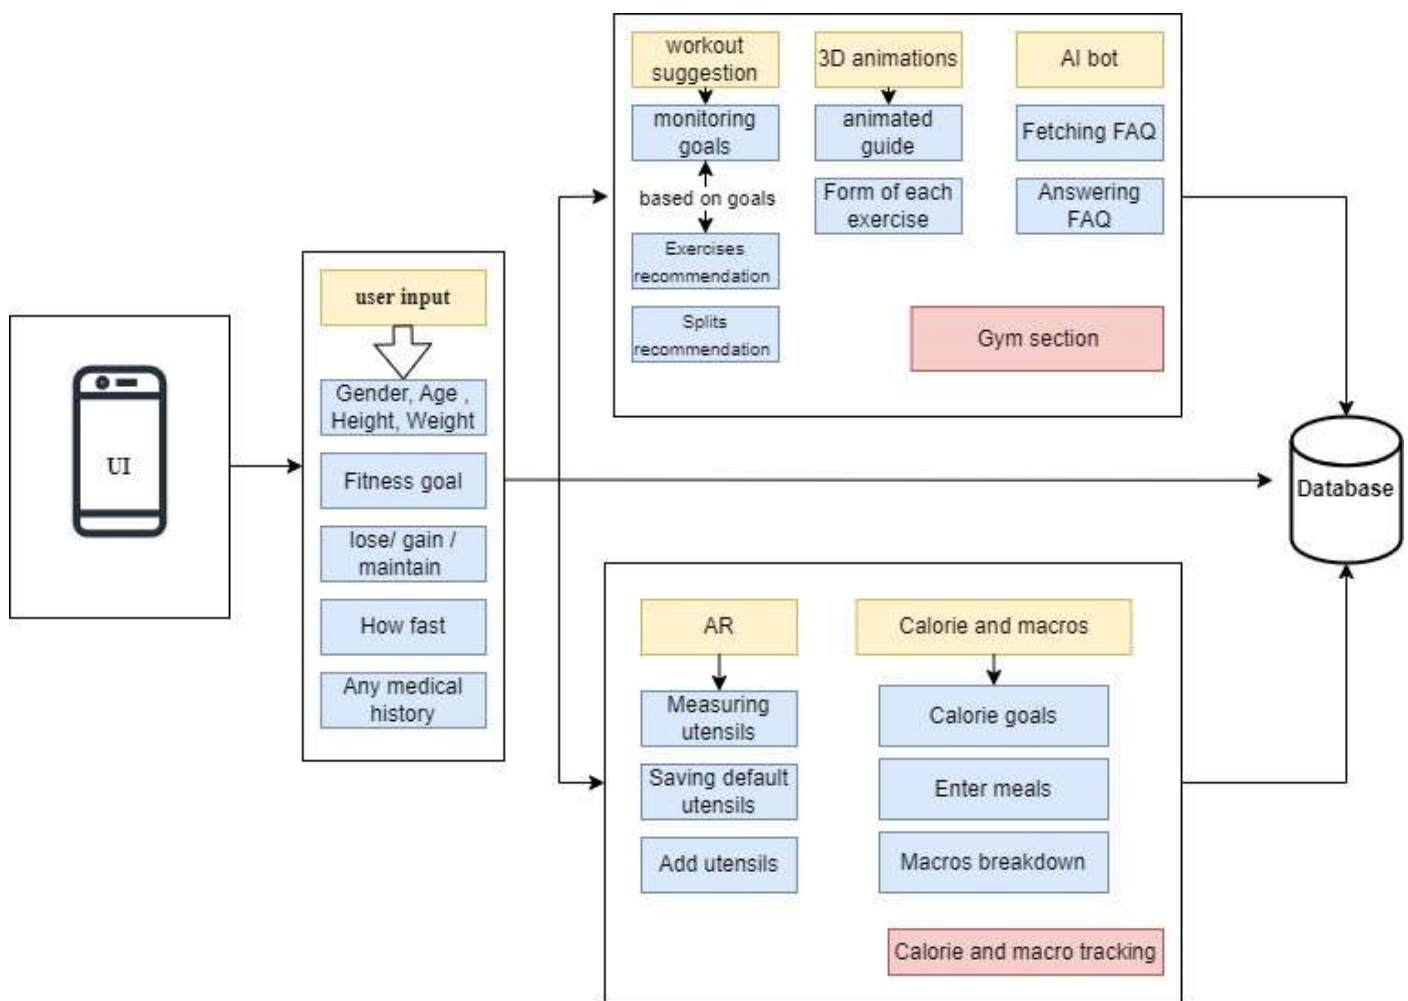 UI
user input
Gender, Age ,
Height, Weight
Fitness goal
lose/ gain /
maintain
How fast
Any medical
history
workout
suggestion
monitoring
goals
based on goals
Exercises
recommendation
Splits
recommendation
3D animations
animated
guide
Form of each
exercise
AI bot
Fetching FAQ
Answering
FAQ
Gym section
AR
Measuring
utensils
Saving default
utensils
Add utensils
Calorie and macros
Calorie goals
Enter meals
Macros breakdown
Calorie and macro tracking
Database